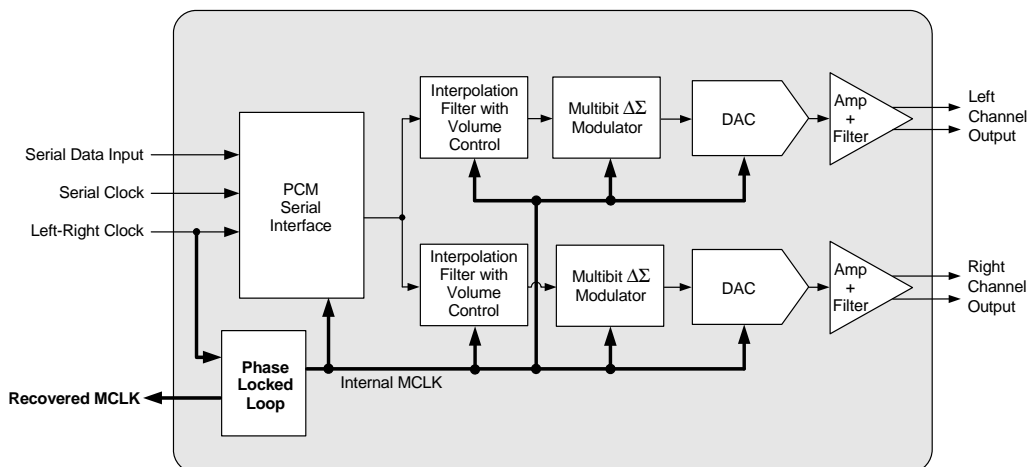 Serial Data Input
Serial Clock
Left-Right Clock
PCM
Serial
Interface
Interpolation
Filter with
Volume
Control
Multibit ΔΣ
Modulator
DAC
Amp
+
Filter
Left
Channel
Output
Interpolation
Filter with
Volume
Control
Multibit ΔΣ
Modulator
DAC
Amp
+
Filter
Right
Channel
Output
Phase
Locked
Loop
Internal MCLK
Recovered MCLK